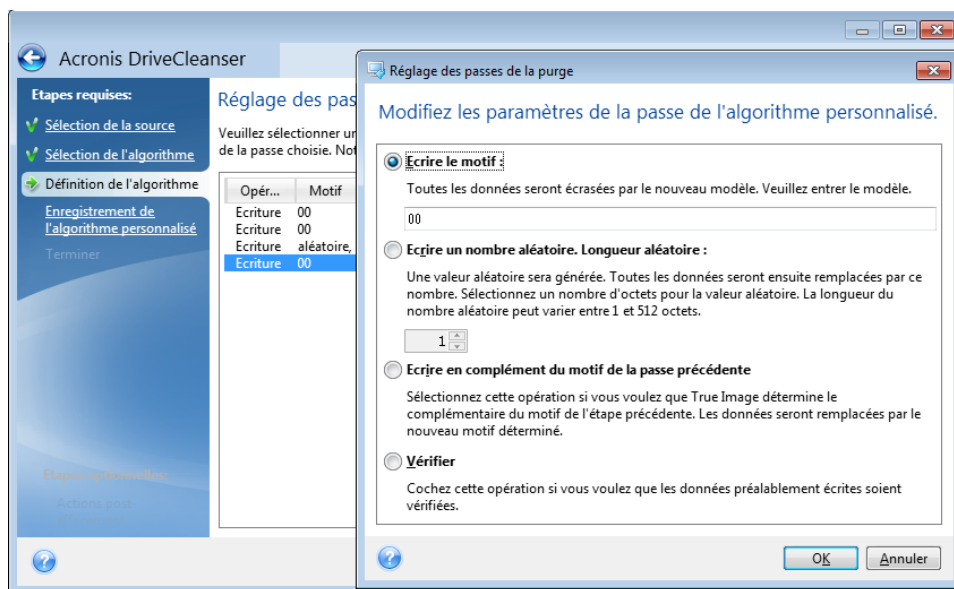 Acronis DriveCleanser
Etapes requises:
Sélection de la source
Sélection de l'algorithme
Définition de l'algorithme
Enregistrement de
l'algorithme personnalisé
Terminer
Etapes optionnelles:
Actions post-
Réglage des pas
Veuillez sélectionner un
de la passe choisie. Not
Opér... Motif
Ecriture 00
Ecriture 00
Ecriture aléatoire,
Ecriture 00
Réglage des passes de la purge
Modifiez les paramètres de la passe de l'algorithme personnalisé.
Ecrire le motif :
Toutes les données seront écrasées par le nouveau modèle. Veuillez entrer le modèle.
00
Ecrire un nombre aléatoire. Longueur aléatoire :
Une valeur aléatoire sera générée. Toutes les données seront ensuite remplacées par ce
nombre. Sélectionnez un nombre d'octets pour la valeur aléatoire. La longueur du
nombre aléatoire peut varier entre 1 et 512 octets.
1
Ecrire en complément du motif de la passe précédente
Sélectionnez cette opération si vous voulez que True Image détermine le
complémentaire du motif de l'étape précédente. Les données seront remplacées par le
nouveau motif déterminé.
Vérifier
Cochez cette opération si vous voulez que les données préalablement écrites soient
vérifiées.
OK
Annuler